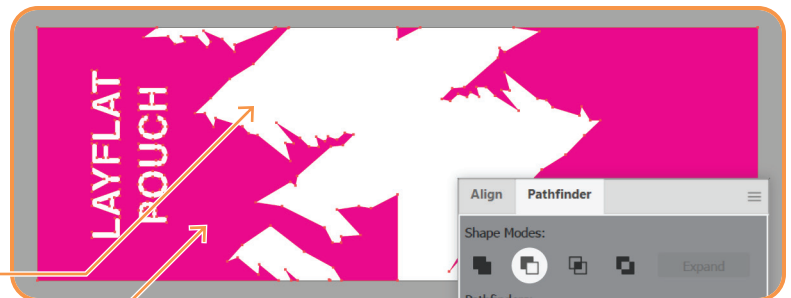 LAYFLAT
POUCH
Align Pathfinder
Shape Modes:
Expand